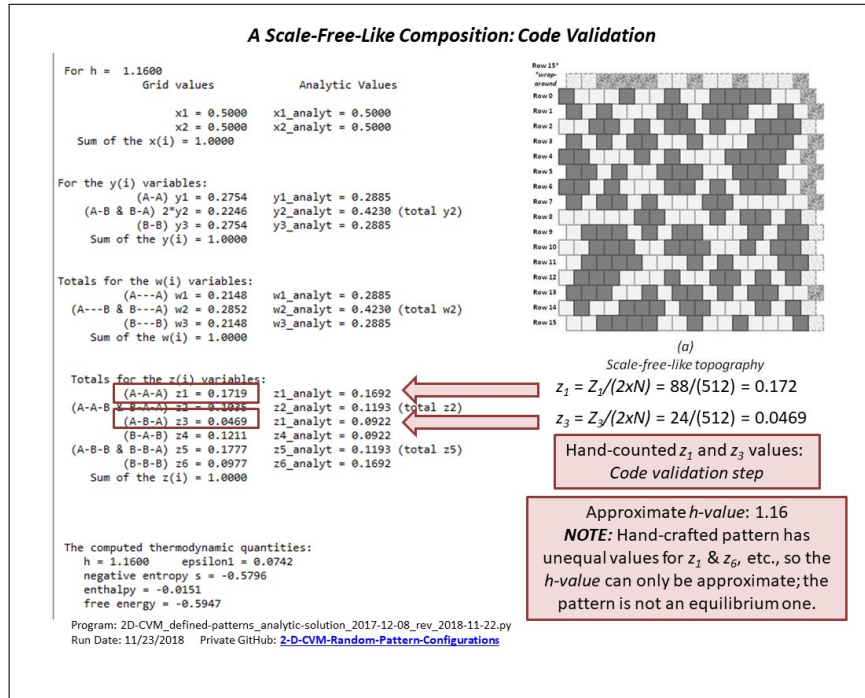 A Scale-Free-Like Composition: Code Validation
For h = 1.1600
Grid values Analytic Values
x1 = 0.5000 x1_analyt = 0.5000
x2 = 0.5000 x2_analyt = 0.5000
Sum of the x(i) = 1.0000
For the y(i) variables:
(A-A) y1 = 0.2754 y1_analyt = 0.2885
(A-B & B-A) 2*y2 = 0.2246 y2_analyt = 0.4230 (total y2)
(B-B) y3 = 0.2754 y3_analyt = 0.2885
Sum of the y(i) = 1.0000
Totals for the w(i) variables:
(A---A) w1 = 0.2148 w1_analyt = 0.2885
(A---B & B---A) w2 = 0.2852 w2_analyt = 0.4230 (total w2)
(B---B) w3 = 0.2148 w3_analyt = 0.2885
Sum of the w(i) = 1.0000
Totals for the z(i) variables:
(A-A-A) z1 = 0.1719 z1_analyt = 0.1692
(A-A-B & B-A-A) z2 = 0.1035 z2_analyt = 0.1193 (total z2)
(A-B-A) z3 = 0.0469 z1_analyt = 0.0922
(B-A-B) z4 = 0.1211 z4_analyt = 0.0922
(A-B-B & B-B-A) z5 = 0.1777 z5_analyt = 0.1193 (total z5)
(B-B-B) z6 = 0.0977 z6_analyt = 0.1692
Sum of the z(i) = 1.0000
The computed thermodynamic quantities:
h = 1.1600 epsilon1 = 0.0742
negative entropy s = -0.5796
enthalpy = -0.0151
free energy = -0.5947
Program: 2D-CVM_defined-patterns_analytic-solution_2017-12-08_rev_2018-11-22.py
Run Date: 11/23/2018 Private GitHub: 2-D-CVM-Random-Pattern-Configurations
Row 15*
*wrap-
around
Row 0
Row 1
Row 2
Row 3
Row 4
Row 5
Row 6
Row 7
Row 8
Row 9
Row 10
Row 11
Row 12
Row 13
Row 14
Row 15
(a)
Scale-free-like topography
z₁ = Z₁/(2xN) = 88/(512) = 0.172
z₃ = Z₃/(2xN) = 24/(512) = 0.0469
Hand-counted z₁ and z₃ values:
Code validation step
Approximate h-value: 1.16
NOTE: Hand-crafted pattern has
unequal values for z₁ & z₆, etc., so the
h-value can only be approximate; the
pattern is not an equilibrium one.